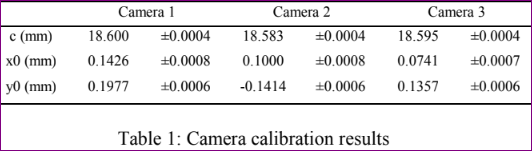 Camera 1 Camera 2 Camera 3
c (mm) 18.600 ±0.0004 18.583 ±0.0004 18.595 ±0.0004
x0 (mm) 0.1426 ±0.0008 0.1000 ±0.0008 0.0741 ±0.0007
y0 (mm) 0.1977 ±0.0006 -0.1414 ±0.0006 0.1357 ±0.0006
Table 1: Camera calibration results